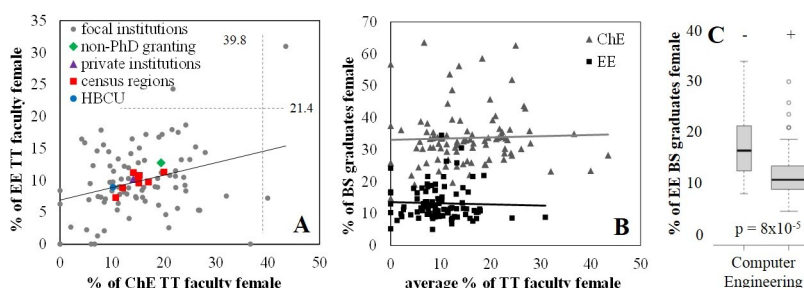 35
30
25
20
15
10
5
0
% of EE TT faculty female
focal institutions
non-PhD granting
private institutions
census regions
HBCU
39.8
21.4
A
0 10 20 30 40 50
% of ChE TT faculty female
70
60
50
40
30
20
10
0
% of BS graduates female
ChE
EE
B
0 10 20 30 40 50
average % of TT faculty female
C
40
30
20
10
0
% of EE BS graduates female
- +
p = 8x10-5
Computer
Engineering